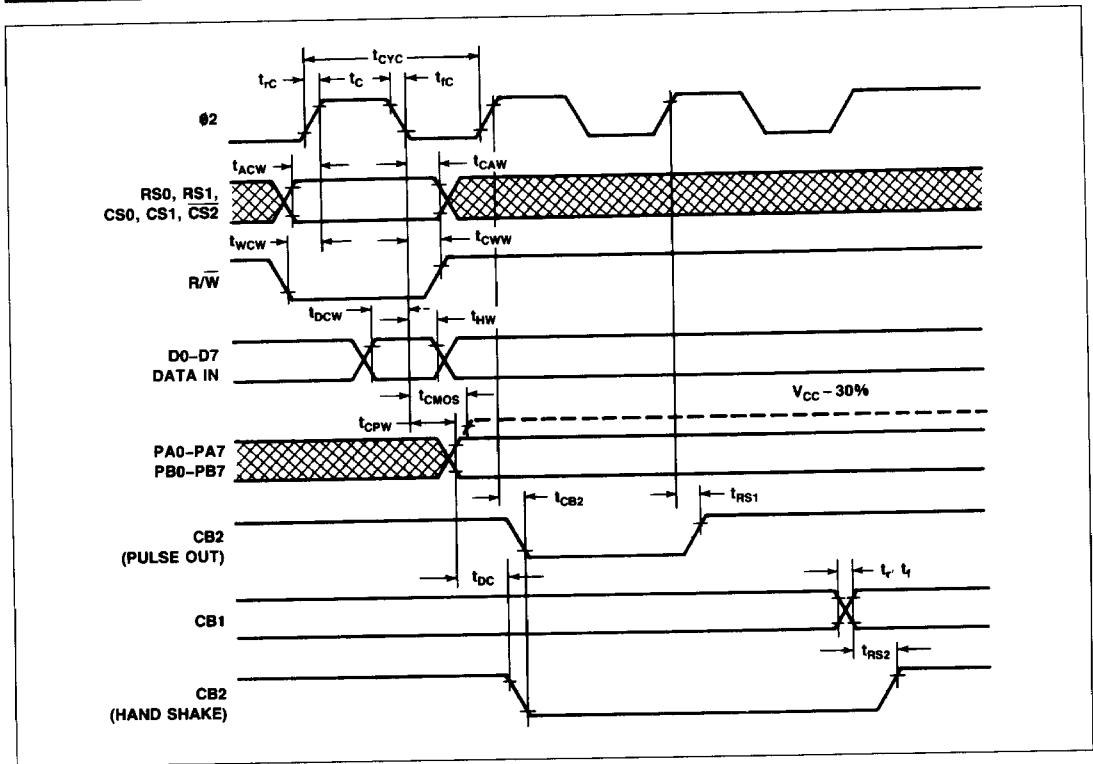 tCYC
trC tC tfC
ø2
tACW tCAW
RS0, RS1,
CS0, CS1, C̅S̅2̅
tWCW tCWW
R/W̅
tDCW tHW
D0–D7
DATA IN
tCMOS
VCC – 30%
tCPW
PA0–PA7
PB0–PB7
tCB2 tRS1
CB2
(PULSE OUT)
tDC
tr, tf
CB1
tRS2
CB2
(HAND SHAKE)